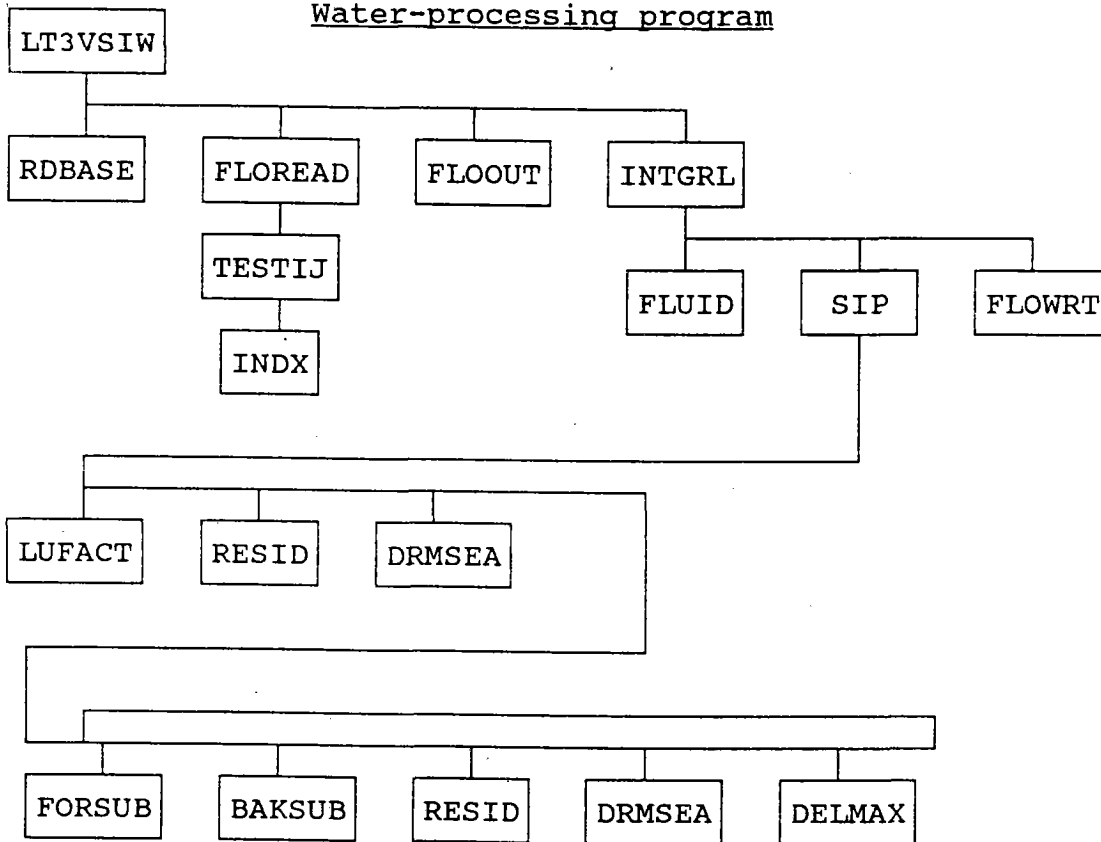 Water-processing program
LT3VSIW
RDBASE
FLOREAD
FLOOUT
INTGRL
TESTIJ
FLUID
SIP
FLOWRT
INDX
LUFACT
RESID
DRMSEA
FORSUB
BAKSUB
RESID
DRMSEA
DELMAX